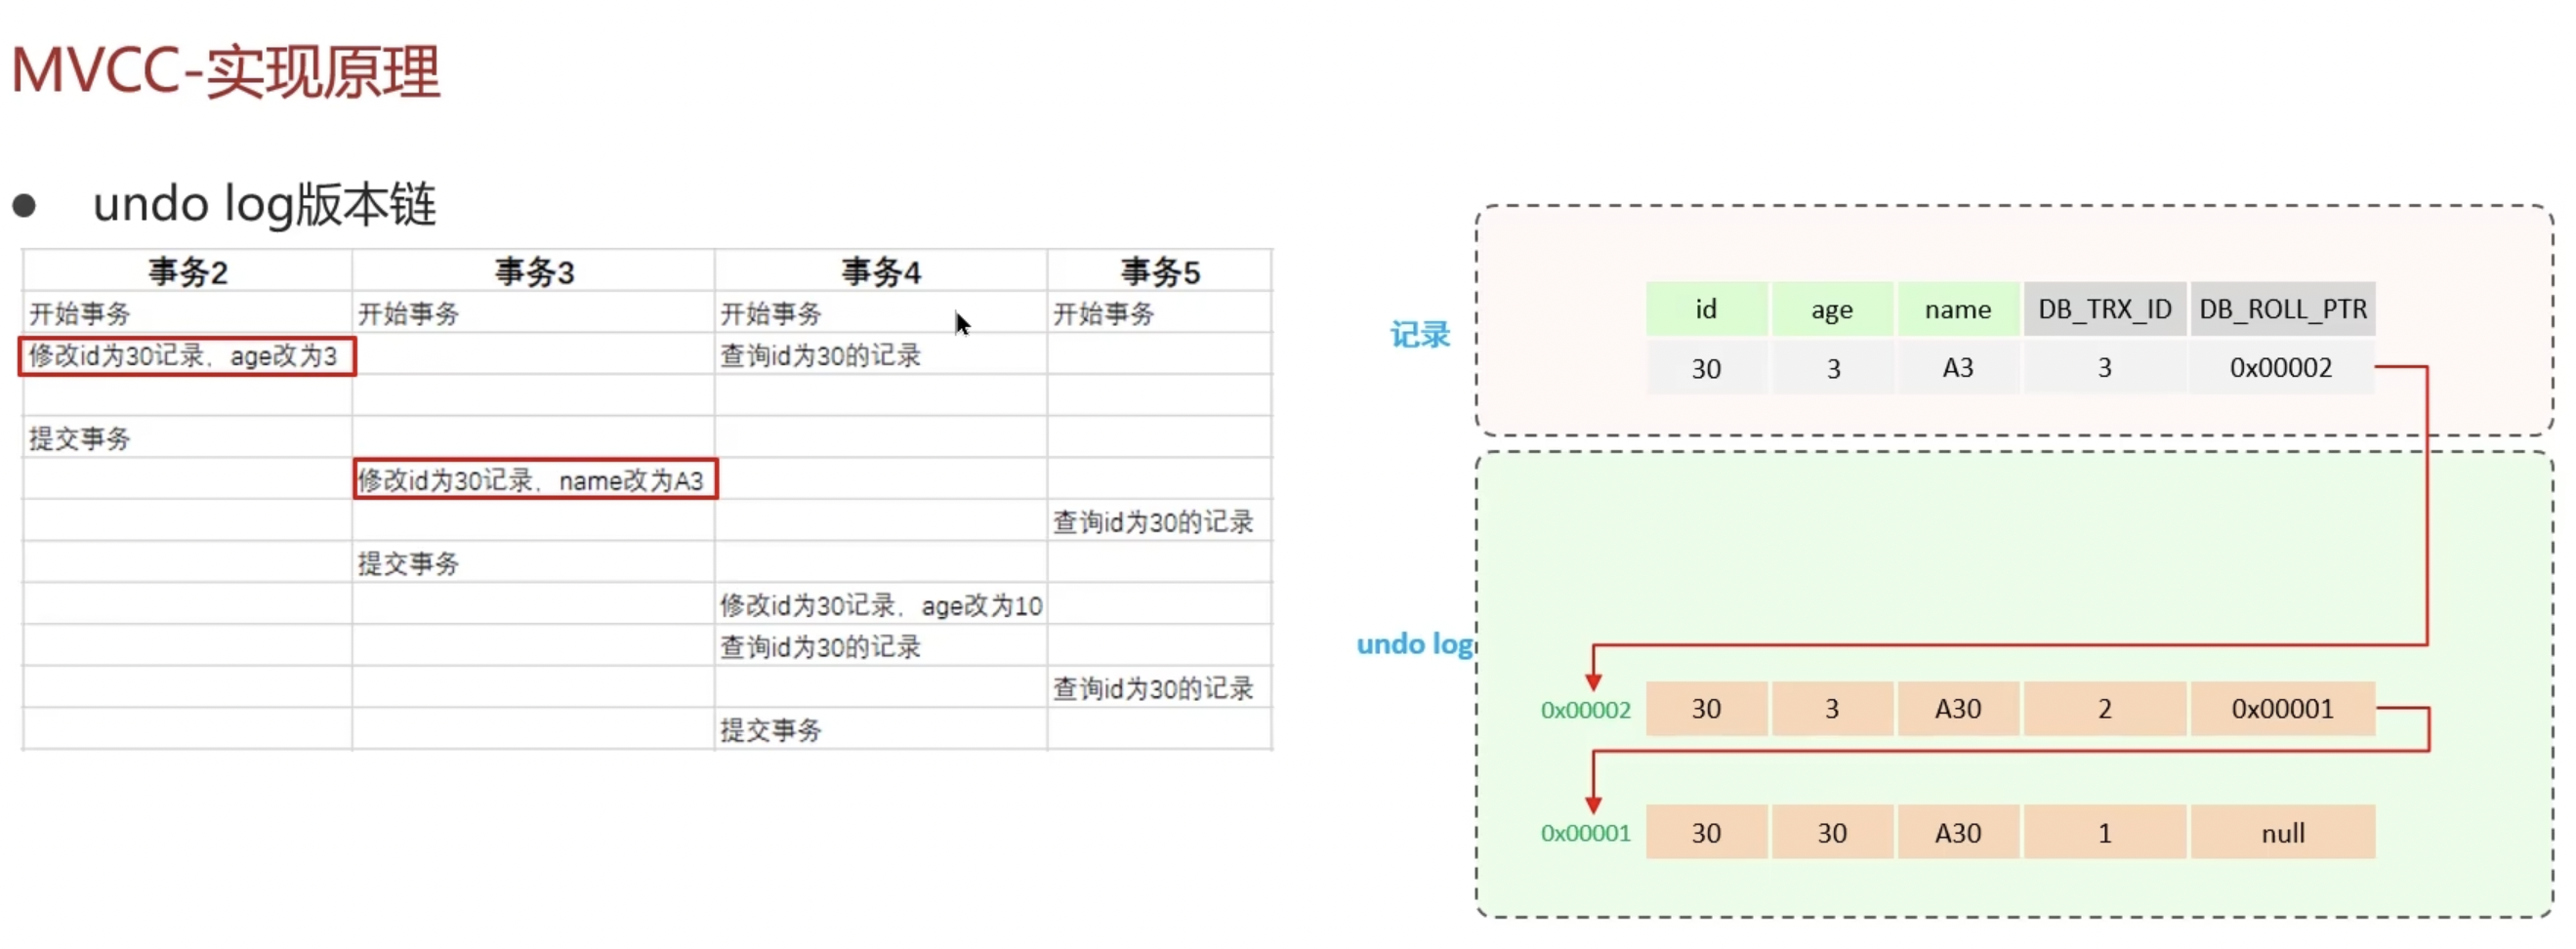 MVCC-实现原理
● undo log版本链
事务2 事务3 事务4 事务5
开始事务 开始事务 开始事务 开始事务
修改id为30记录，age改为3 查询id为30的记录
提交事务
修改id为30记录，name改为A3
查询id为30的记录
提交事务
修改id为30记录，age改为10
查询id为30的记录
查询id为30的记录
提交事务
记录
id age name DB_TRX_ID DB_ROLL_PTR
30 3 A3 3 0x00002
undo log
0x00002 30 3 A30 2 0x00001
0x00001 30 30 A30 1 null